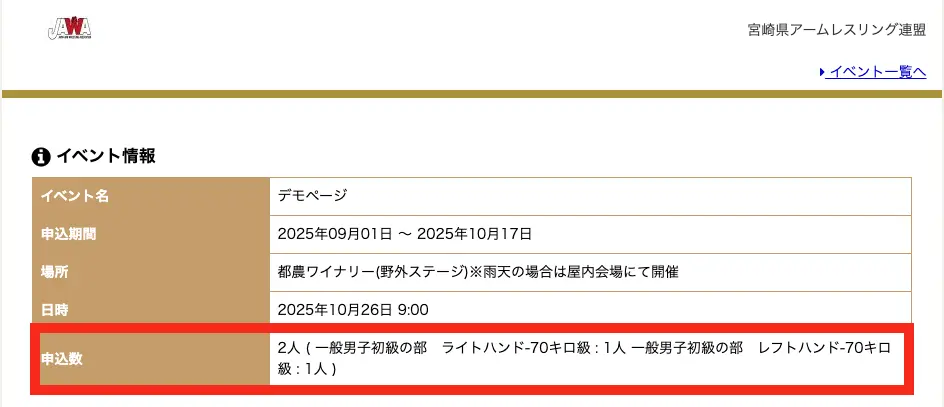 JAWA
宮崎県アームレスリング連盟
イベント一覧へ
イベント情報
イベント名 デモページ
申込期間 2025年09月01日 〜 2025年10月17日
場所 都農ワイナリー(野外ステージ)※雨天の場合は屋内会場にて開催
日時 2025年10月26日 9:00
申込数 2人 ( 一般男子初級の部　ライトハンド-70キロ級 : 1人 一般男子初級の部　レフトハンド-70キロ
級 : 1人 )